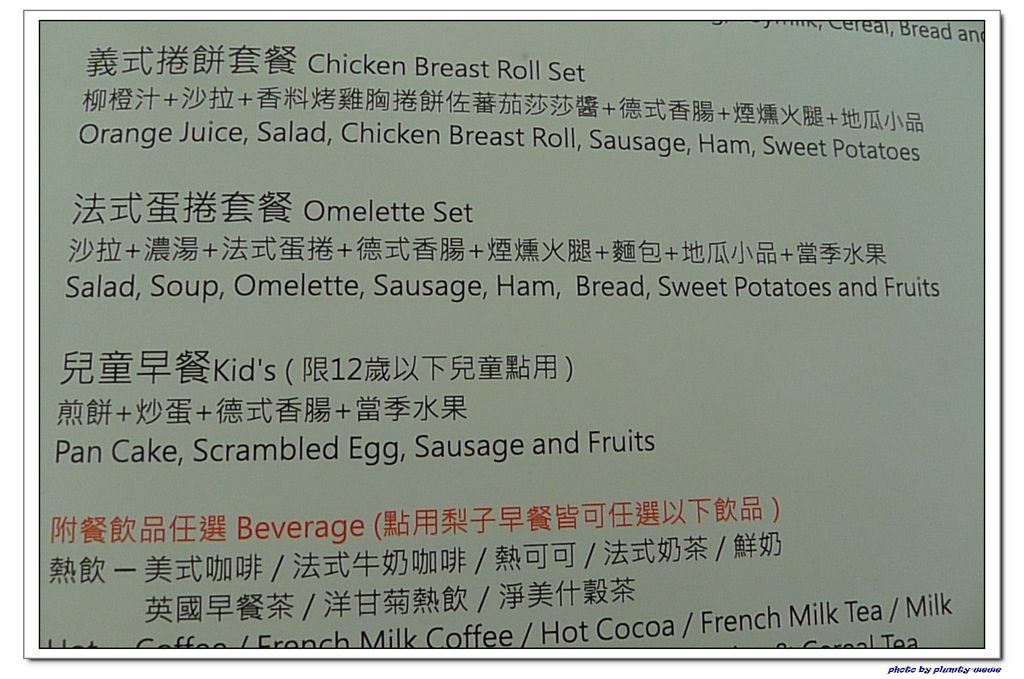 Cereal, Bread and
義式捲餅套餐 Chicken Breast Roll Set
柳橙汁+沙拉+香料烤雞胸捲餅佐蕃茄莎莎醬+德式香腸+煙燻火腿+地瓜小品
Orange Juice, Salad, Chicken Breast Roll, Sausage, Ham, Sweet Potatoes
法式蛋捲套餐 Omelette Set
沙拉+濃湯+法式蛋捲+德式香腸+煙燻火腿+麵包+地瓜小品+當季水果
Salad, Soup, Omelette, Sausage, Ham, Bread, Sweet Potatoes and Fruits
兒童早餐Kid's ( 限12歲以下兒童點用 )
煎餅+炒蛋+德式香腸+當季水果
Pan Cake, Scrambled Egg, Sausage and Fruits
附餐飲品任選 Beverage (點用梨子早餐皆可任選以下飲品 )
熱飲 – 美式咖啡 / 法式牛奶咖啡 / 熱可可 / 法式奶茶 / 鮮奶
英國早餐茶 / 洋甘菊熱飲 / 淨美什穀茶
Hot – Coffee / French Milk Coffee / Hot Cocoa / French Milk Tea / Milk
& Cereal Tea
photo by plumty-meme